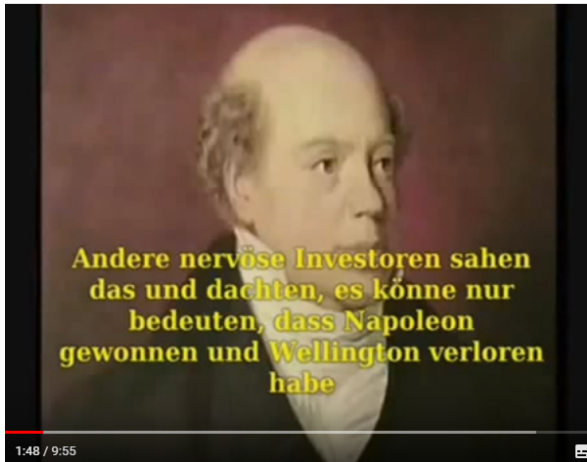 Andere nervöse Investoren sahen
das und dachten, es könne nur
bedeuten, dass Napoleon
gewonnen und Wellington verloren
habe
1:48 / 9:55